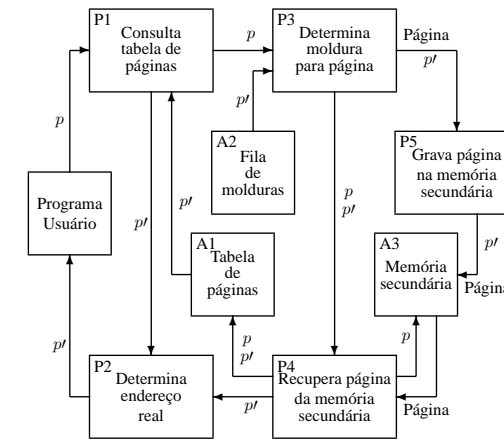 P1
Consulta
tabela de
páginas
p
P3
Determina
moldura
para página
Página
p′
p
p′
A2
Fila
de
molduras
P5
Grava página
na memória
secundária
Programa
Usuário
p′
p′
p
p′
p′
A1
Tabela
de
páginas
A3
Memória
secundária
Página
p
p′
p
p′
P2
Determina
endereço
real
p′
P4
Recupera página
da memória
secundária
Página